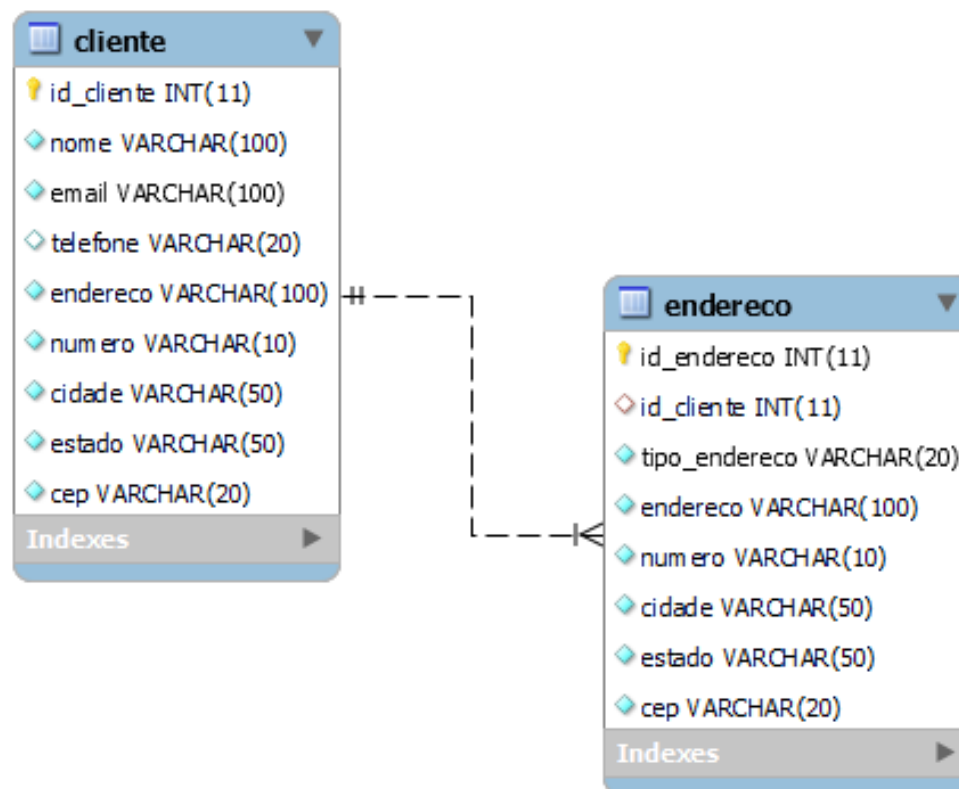 cliente
id_cliente INT(11)
nome VARCHAR(100)
email VARCHAR(100)
telefone VARCHAR(20)
endereco VARCHAR(100)
numero VARCHAR(10)
cidade VARCHAR(50)
estado VARCHAR(50)
cep VARCHAR(20)
Indexes
endereco
id_endereco INT(11)
id_cliente INT(11)
tipo_endereco VARCHAR(20)
endereco VARCHAR(100)
numero VARCHAR(10)
cidade VARCHAR(50)
estado VARCHAR(50)
cep VARCHAR(20)
Indexes